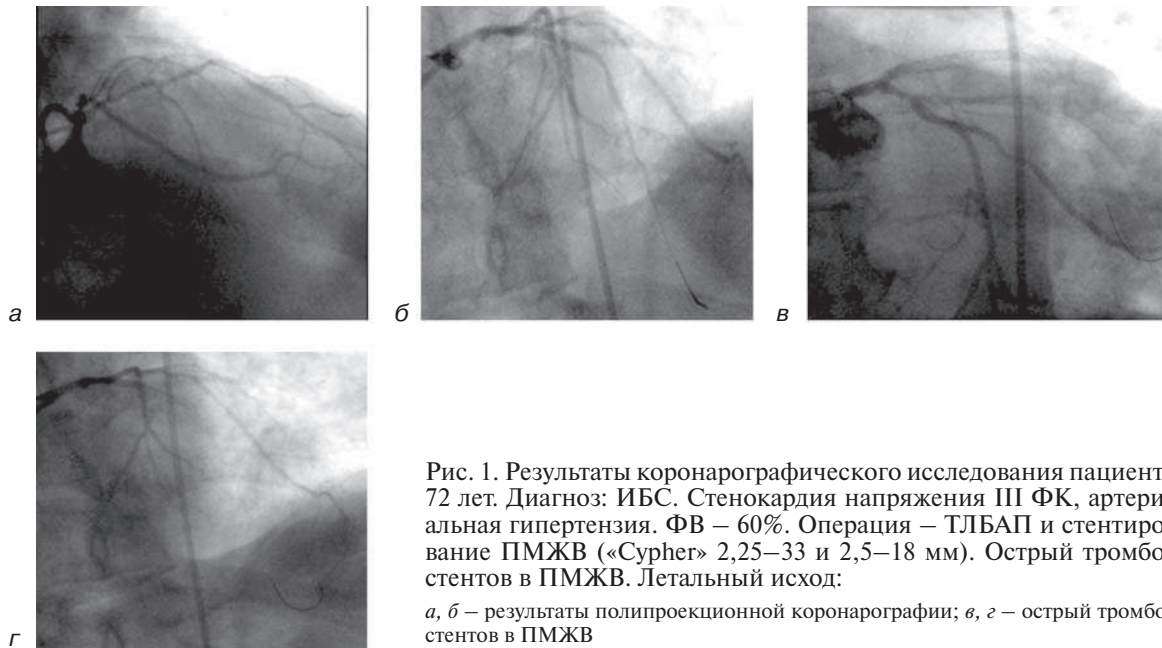 а
б
в
г
Рис. 1. Результаты коронарографического исследования пациент
72 лет. Диагноз: ИБС. Стенокардия напряжения III ФК, артери
альная гипертензия. ФВ – 60%. Операция – ТЛБАП и стентиро
вание ПМЖВ («Cypher» 2,25–33 и 2,5–18 мм). Острый тромбо
стентов в ПМЖВ. Летальный исход:
а, б – результаты полипроекционной коронарографии; в, г – острый тромбо
стентов в ПМЖВ